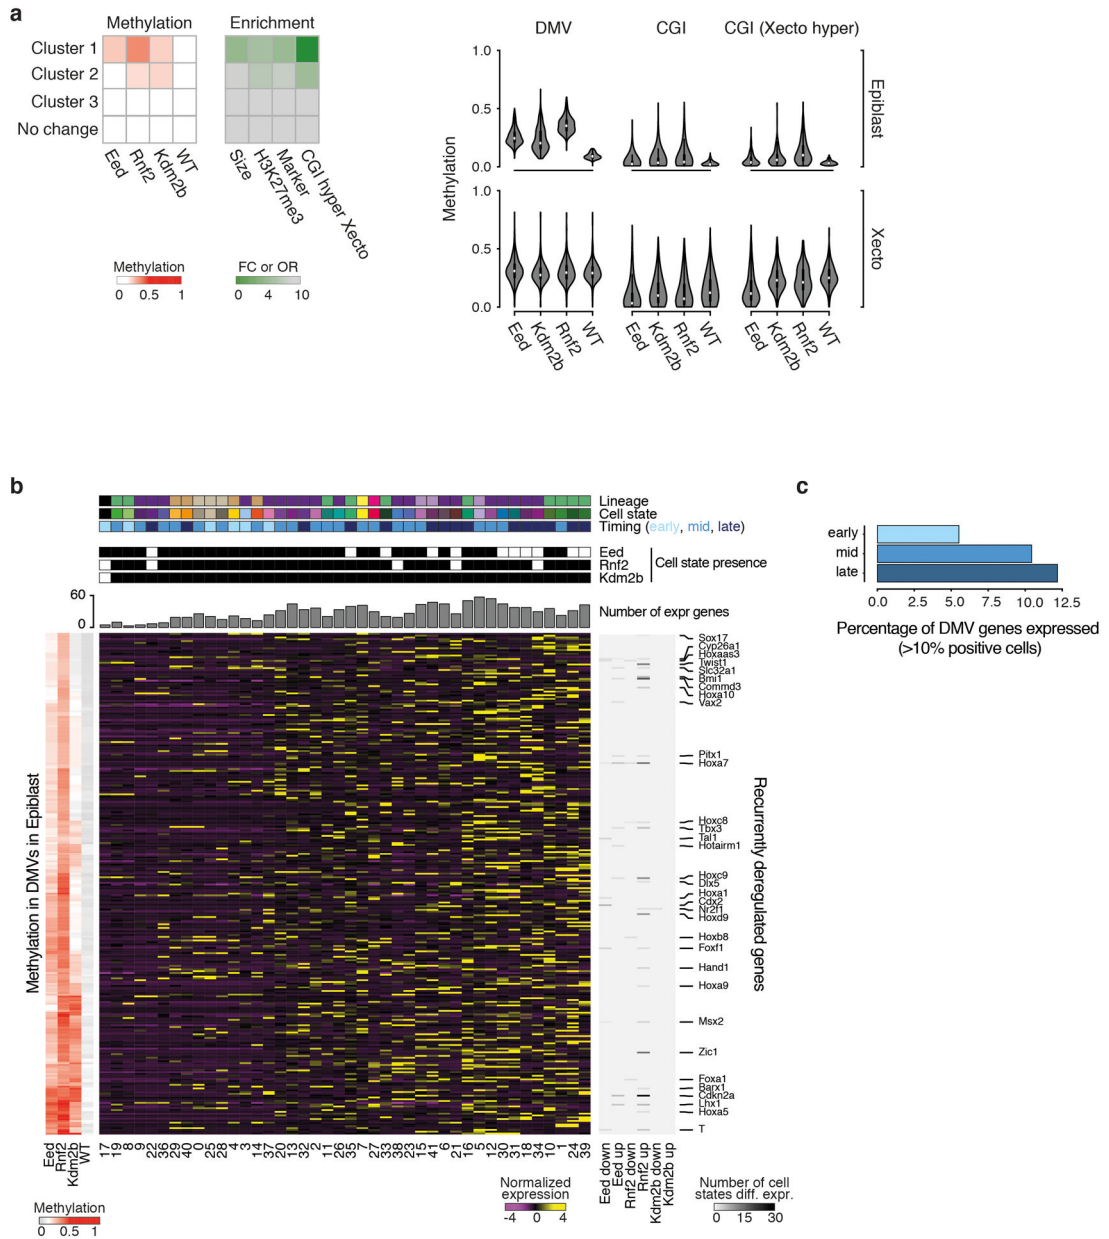 a
Methylation
Enrichment
Cluster 1
Cluster 2
Cluster 3
No change
Eed
Rnf2
Kdm2b
WT
Size
H3K27me3
Marker
CGI hyper Xecto
Methylation
0 0.5 1
FC or OR
0 4 10
DMV
CGI
CGI (Xecto hyper)
Methylation
1.0
0.5
0.0
Epiblast
1.0
0.5
0.0
Xecto
Eed
Kdm2b
Rnf2
WT
Eed
Kdm2b
Rnf2
WT
Eed
Kdm2b
Rnf2
WT
b
Lineage
Cell state
Timing (early, mid, late)
Eed
Rnf2
Kdm2b
Cell state presence
60
0
Number of expr genes
Methylation in DMVs in Epiblast
Sox17
Cyp26a1
Hoxaas3
Twist1
Slc32a1
Bmi1
Commd3
Hoxa10
Vax2
Pitx1
Hoxa7
Hoxc8
Tbx3
Tal1
Hotairm1
Hoxc9
Dlx5
Hoxa1
Cdx2
Nr2f1
Hoxd9
Hoxb8
Foxf1
Hand1
Hoxa9
Msx2
Zic1
Foxa1
Barx1
Cdkn2a
Lhx1
Hoxa5
T
Recurrently deregulated genes
Eed
Rnf2
Kdm2b
WT
17 19 8 9 22 36 29 40 0 25 28 4 3 14 37 20 13 32 2 11 26 35 7 27 33 38 23 15 41 6 21 16 5 12 30 31 18 34 10 1 24 39
Eed down
Eed up
Rnf2 down
Rnf2 up
Kdm2b down
Kdm2b up
Methylation
0 0.5 1
Normalized
expression
-4 0 4
Number of cell
states diff. expr.
0 15 30
c
early
mid
late
0.0 2.5 5.0 7.5 10.0 12.5
Percentage of DMV genes expressed
(>10% positive cells)